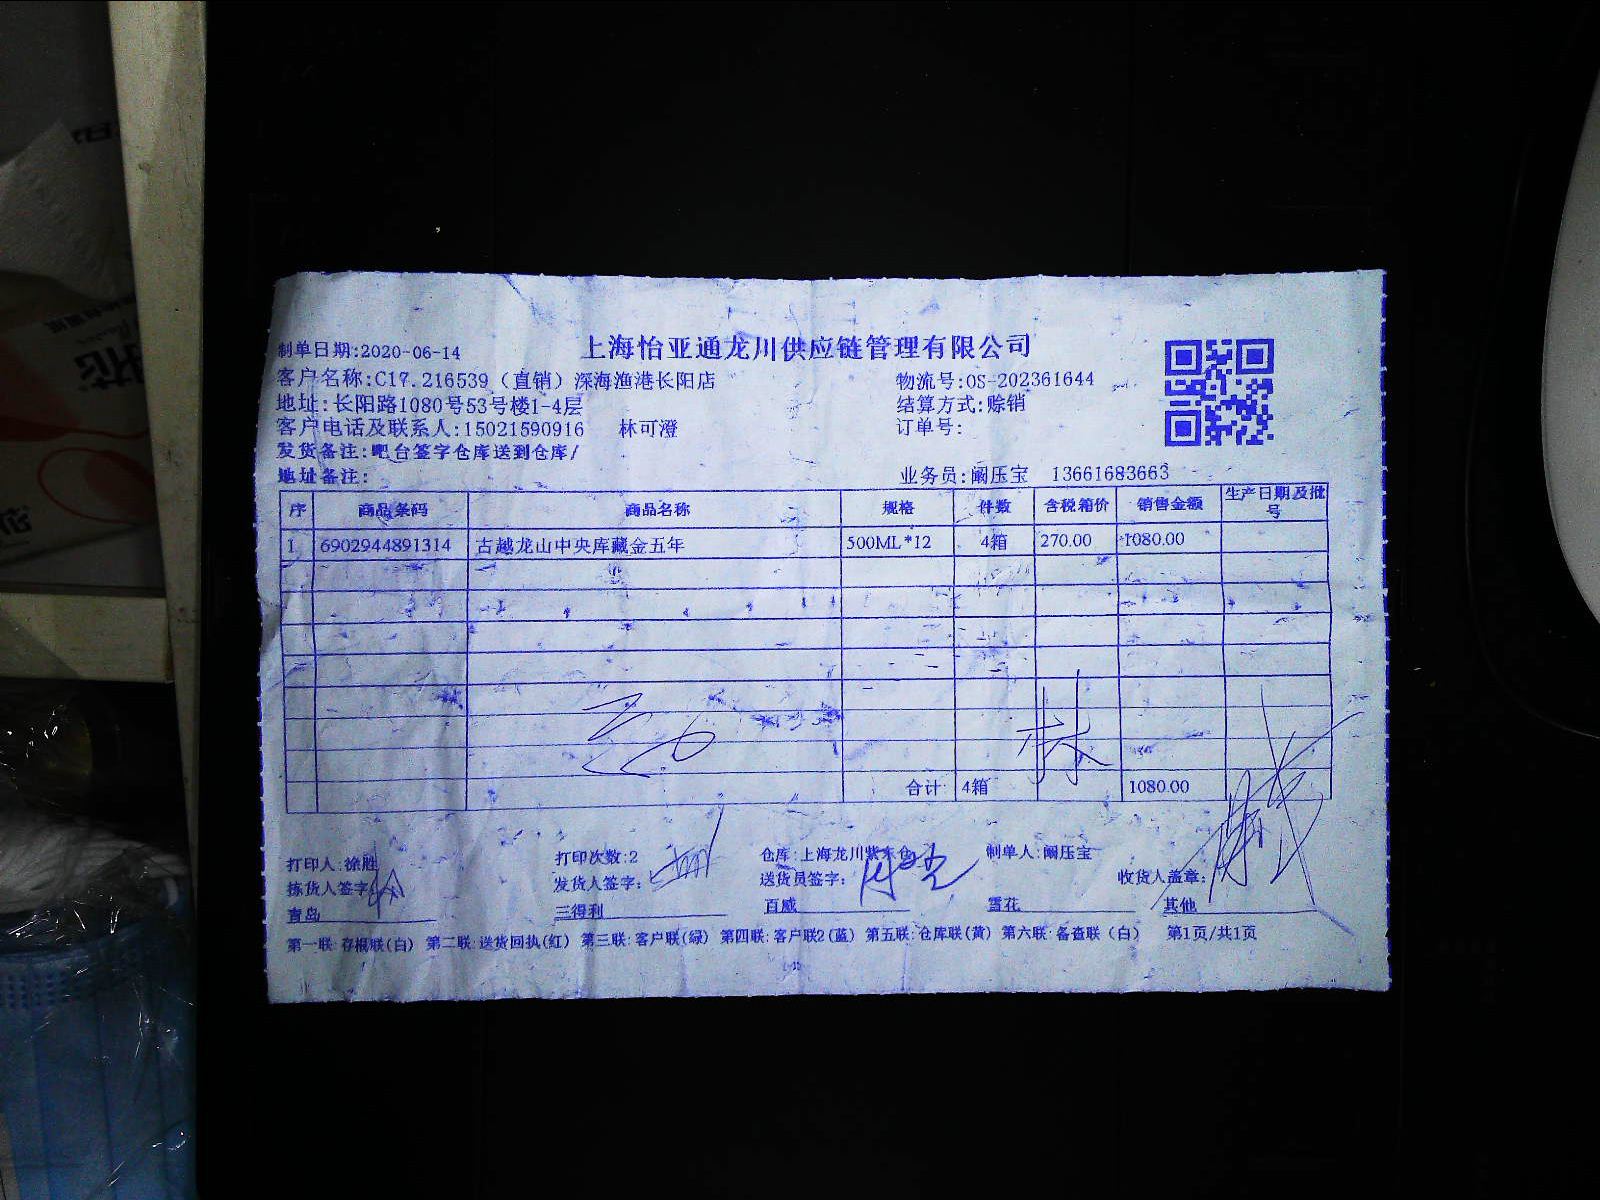 上海怡亚通龙川供应链管理有限公司
制单日期:2020-06-14
客户名称:C17.216539（直销）深海渔港长阳店 物流号:OS-202361644
地址:长阳路1080号53号楼1-4层 结算方式:赊销
客户电话及联系人:15021590916 林可澄 订单号:
发货备注:吧台签字仓库送到仓库/
地址备注: 业务员:阚压宝 13661683663
序 商品条码 商品名称 规格 件数 含税箱价 销售金额 生产日期及批号
1 6902944891314 古越龙山中央库藏金五年 500ML*12 4箱 270.00 1080.00
林
合计 4箱 1080.00
打印人:徐胜 打印次数:2 仓库:上海龙川紫东仓 制单人:阚压宝
拣货人签字: 发货人签字: 送货员签字: 收货人盖章:
青岛 三得利 百威 雪花 其他
第一联:存根联(白) 第二联:送货回执(红) 第三联:客户联(绿) 第四联:客户联2(蓝) 第五联:仓库联(黄) 第六联:备查联（白） 第1页/共1页